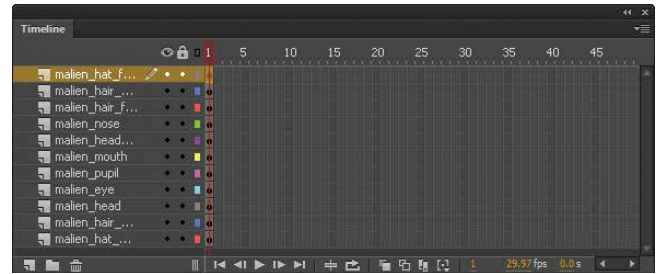 Timeline
1 5 10 15 20 25 30 35 40 45
malien_hat_f...
malien_hair_...
malien_hair_f...
malien_nose
malien_head...
malien_mouth
malien_pupil
malien_eye
malien_head
malien_hair_...
malien_hat_...
1 29.97 fps 0.0 s